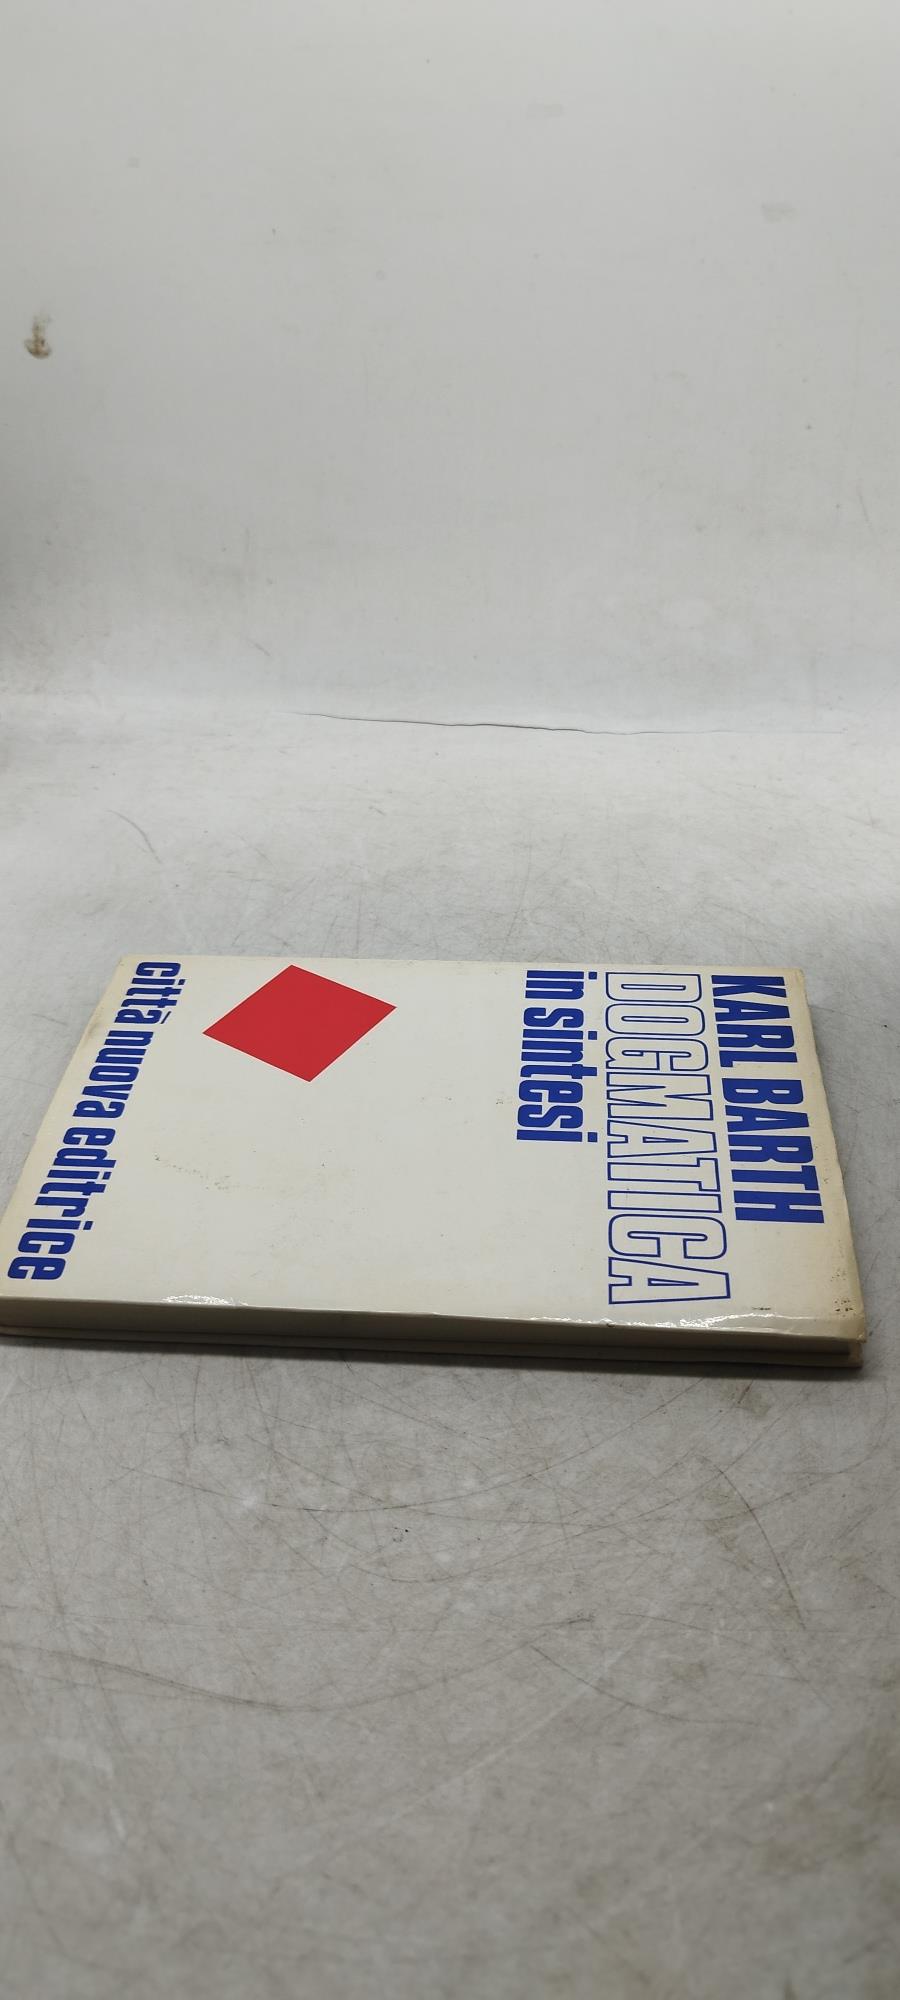 KARL BARTH
DOGMATICA
in sintesi
città nuova editrice